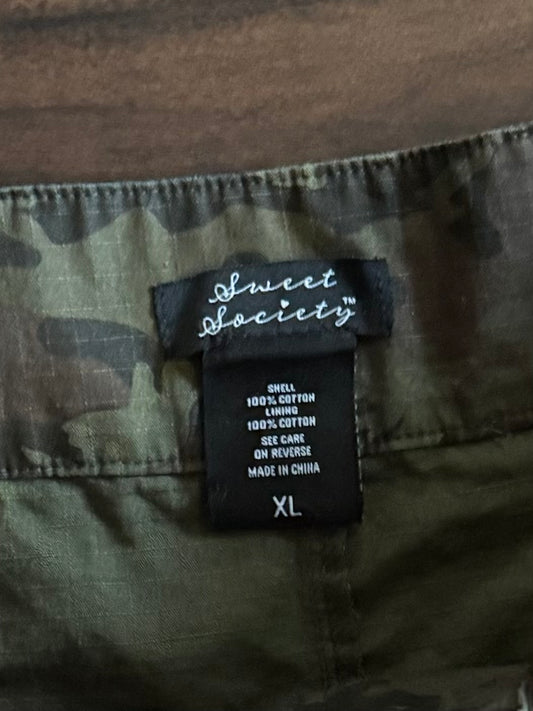 Sweet
Society™
SHELL
100% COTTON
LINING
100% COTTON
SEE CARE
ON REVERSE
MADE IN CHINA
XL